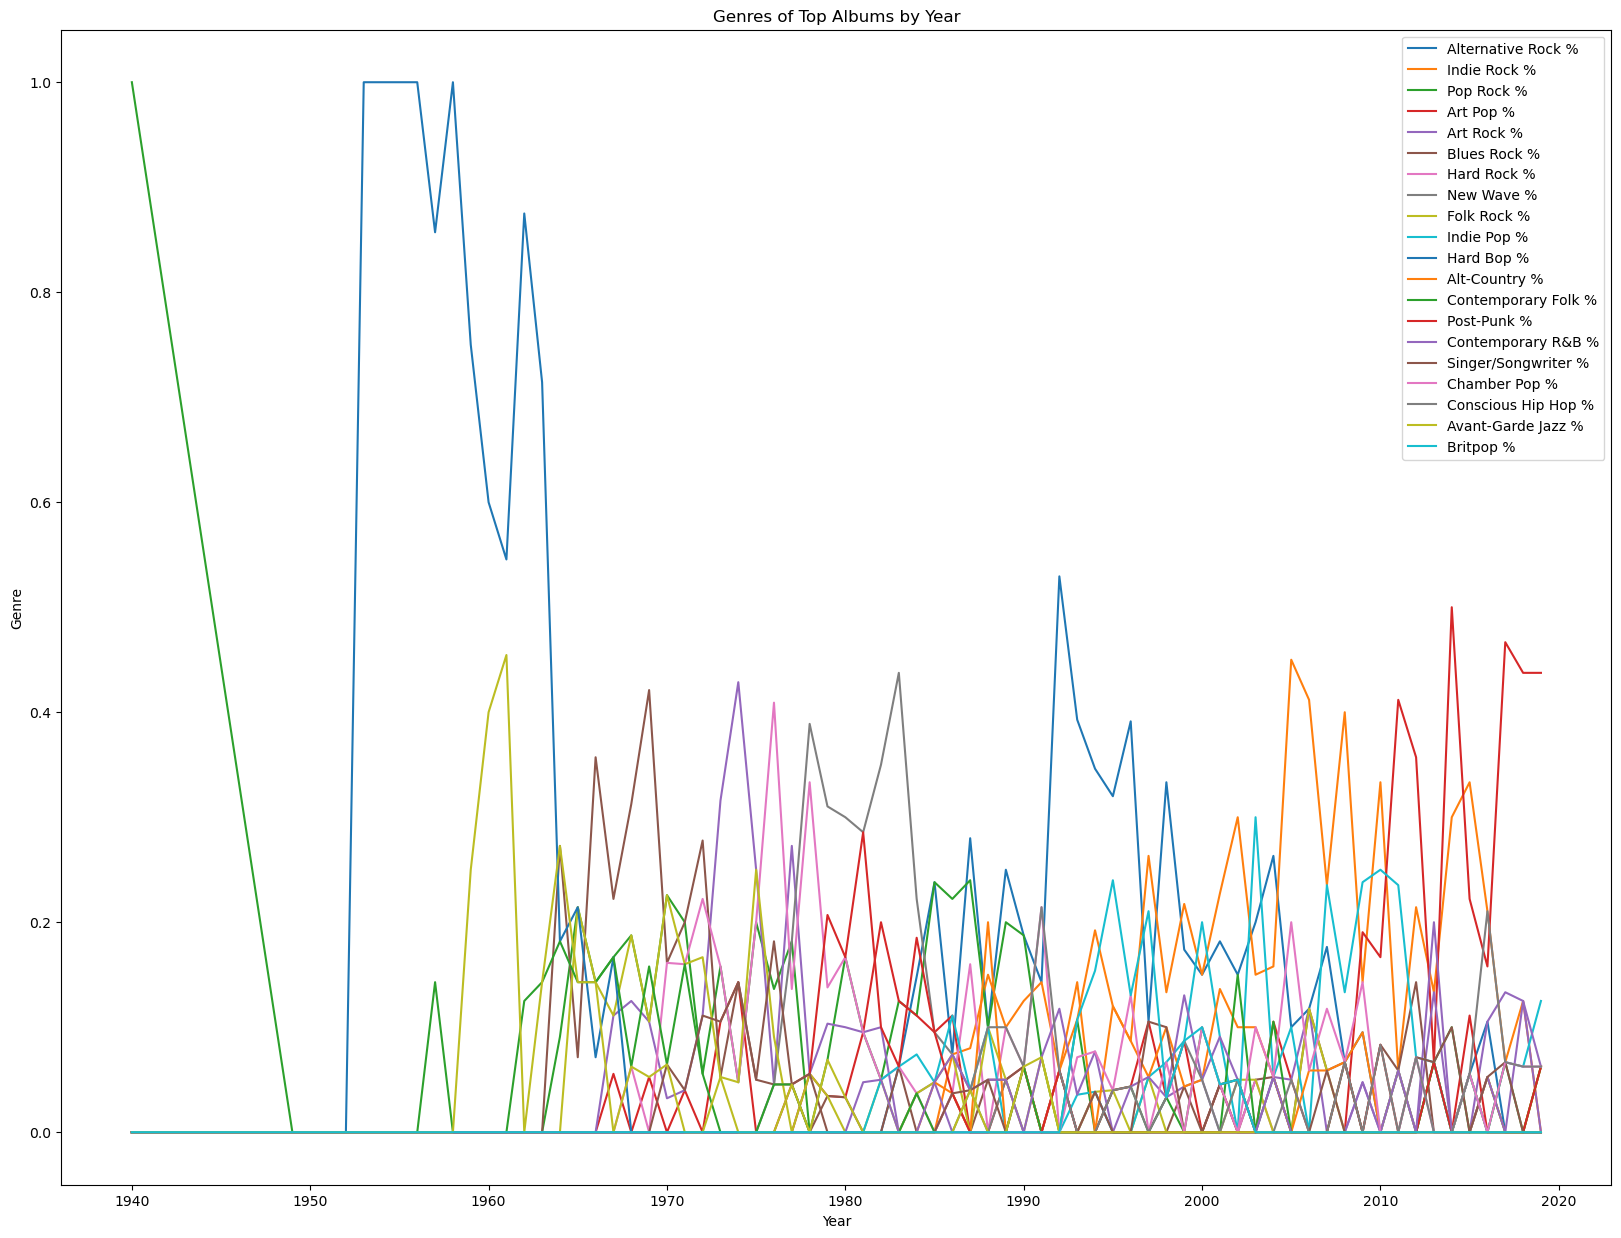 Genres of Top Albums by Year
Alternative Rock %
Indie Rock %
Pop Rock %
Art Pop %
Art Rock %
Blues Rock %
Hard Rock %
New Wave %
Folk Rock %
Indie Pop %
Hard Bop %
Alt-Country %
Contemporary Folk %
Post-Punk %
Contemporary R&B %
Singer/Songwriter %
Chamber Pop %
Conscious Hip Hop %
Avant-Garde Jazz %
Britpop %
1.0
0.8
0.6
0.4
0.2
0.0
Genre
1940
1950
1960
1970
1980
1990
2000
2010
2020
Year